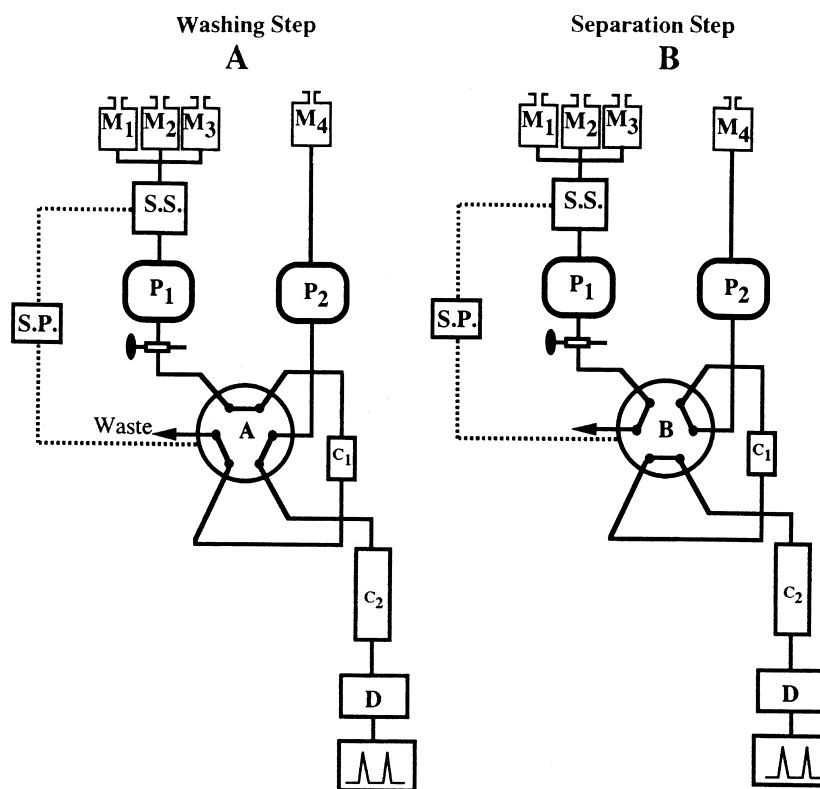 Washing Step
A
M1 M2 M3 M4
S.S.
P1 P2
S.P.
Waste
A
C1
C2
D
Separation Step
B
M1 M2 M3 M4
S.S.
P1 P2
S.P.
B
C1
C2
D